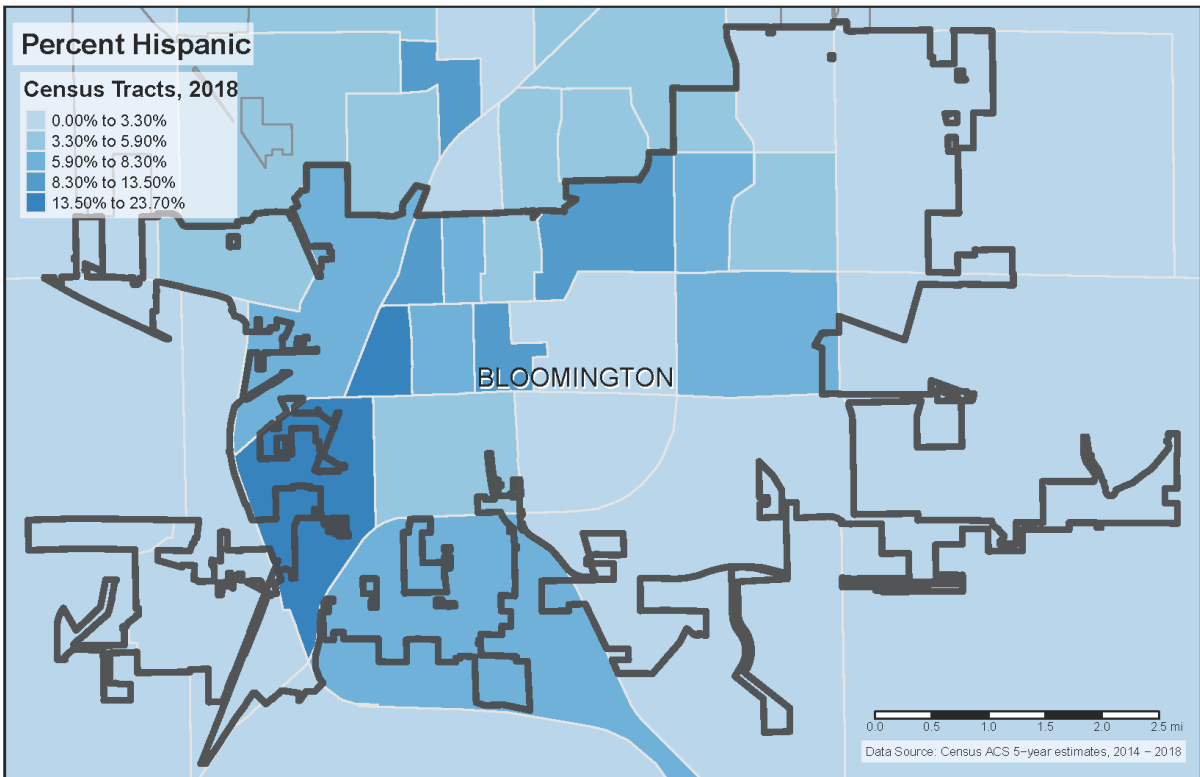 Percent Hispanic
Census Tracts, 2018
0.00% to 3.30%
3.30% to 5.90%
5.90% to 8.30%
8.30% to 13.50%
13.50% to 23.70%
BLOOMINGTON
0.0 0.5 1.0 2.0 2.5 mi
Data Source: Census ACS 5−year estimates, 2014 − 2018